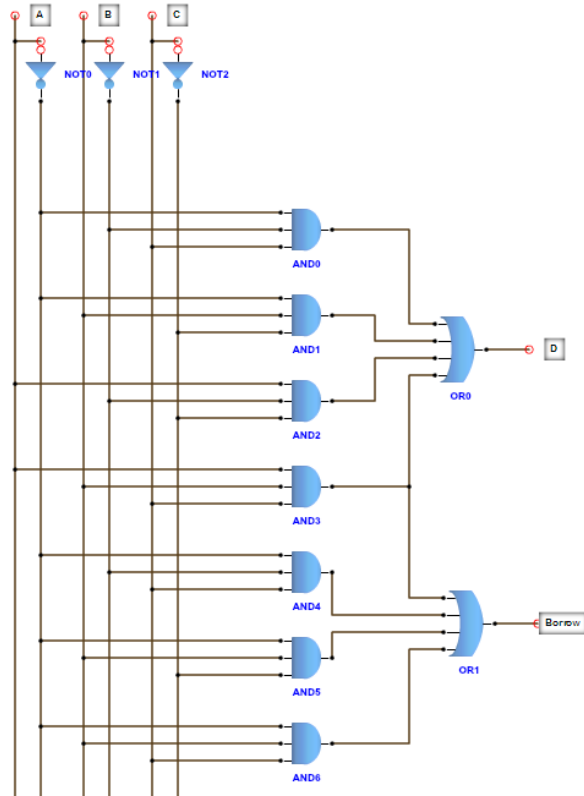 A
B
C
NOT0
NOT1
NOT2
AND0
AND1
D
OR0
AND2
AND3
AND4
Borrow
OR1
AND5
AND6